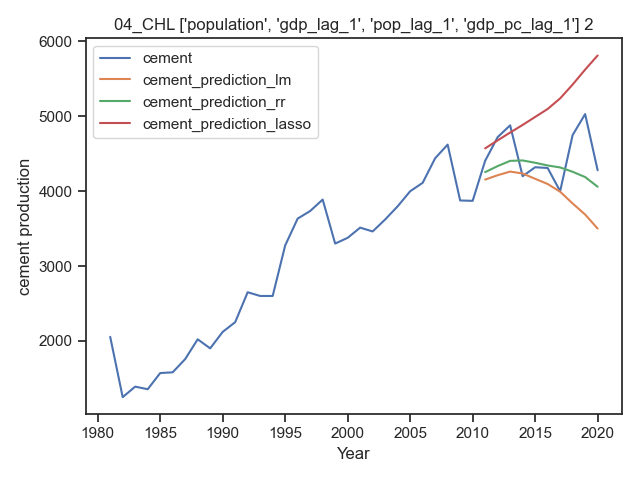 04_CHL ['population', 'gdp_lag_1', 'pop_lag_1', 'gdp_pc_lag_1'] 2
6000
5000
4000
3000
2000
cement production
cement
cement_prediction_lm
cement_prediction_rr
cement_prediction_lasso
1980 1985 1990 1995 2000 2005 2010 2015 2020
Year